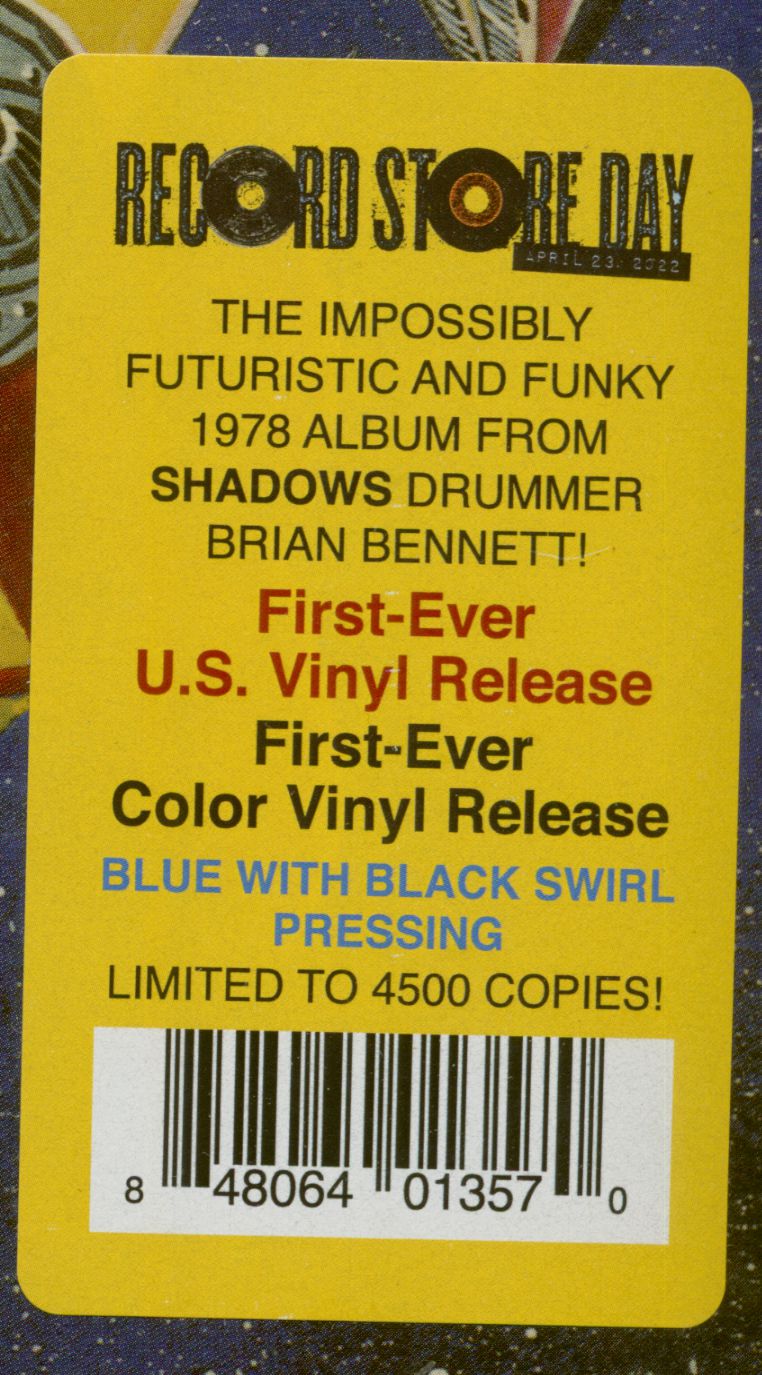 RECORD STORE DAY
APRIL 23, 2022
THE IMPOSSIBLY
FUTURISTIC AND FUNKY
1978 ALBUM FROM
SHADOWS DRUMMER
BRIAN BENNETT!
First-Ever
U.S. Vinyl Release
First-Ever
Color Vinyl Release
BLUE WITH BLACK SWIRL
PRESSING
LIMITED TO 4500 COPIES!
8 48064 01357 0